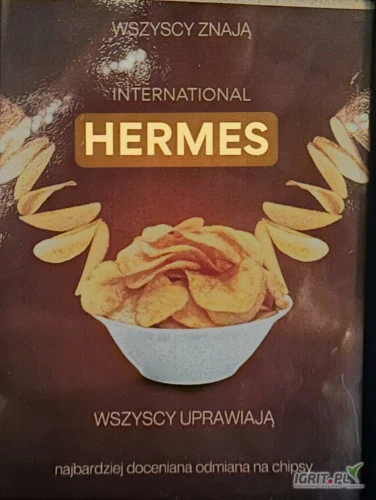 WSZYSCY ZNAJĄ
INTERNATIONAL
HERMES
WSZYSCY UPRAWIAJĄ
najbardziej doceniana odmiana na chipsy
IGRIT.PL